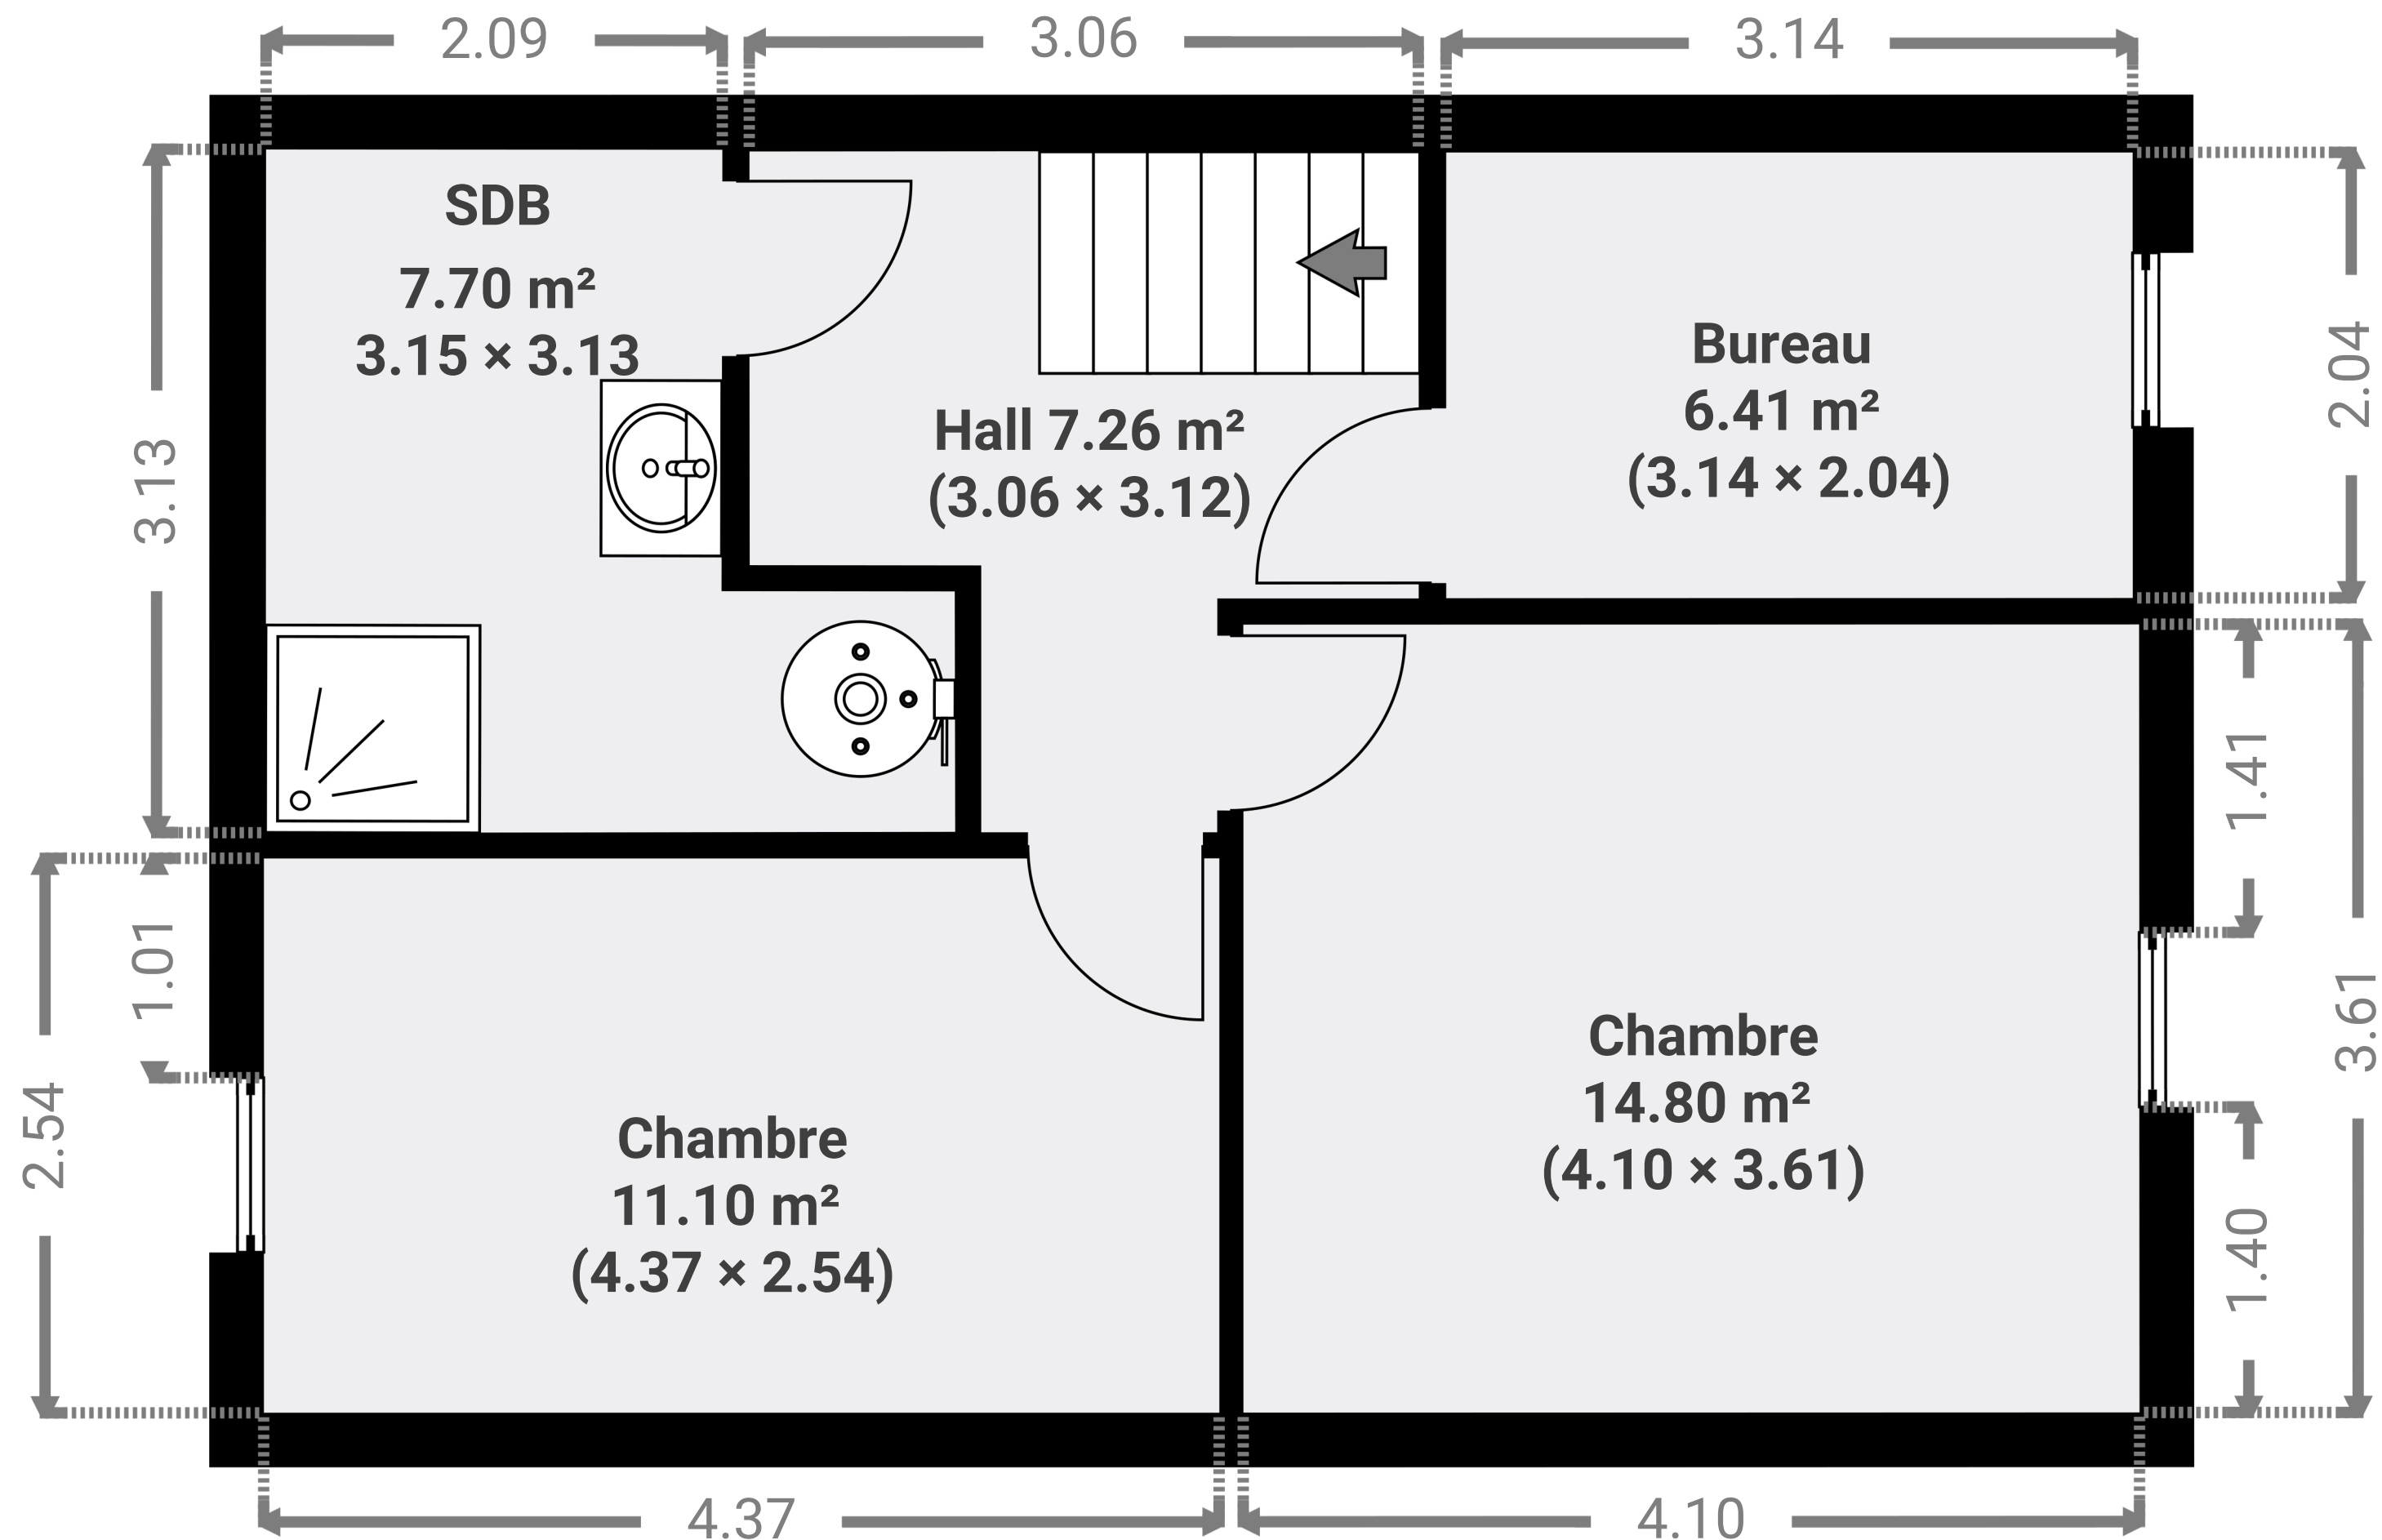 2.09
3.06
3.14
SDB
7.70 m²
3.15 × 3.13
Hall 7.26 m²
(3.06 × 3.12)
Bureau
6.41 m²
(3.14 × 2.04)
3.13
2.04
1.41
1.01
2.54
3.61
1.40
Chambre
11.10 m²
(4.37 × 2.54)
Chambre
14.80 m²
(4.10 × 3.61)
4.37
4.10